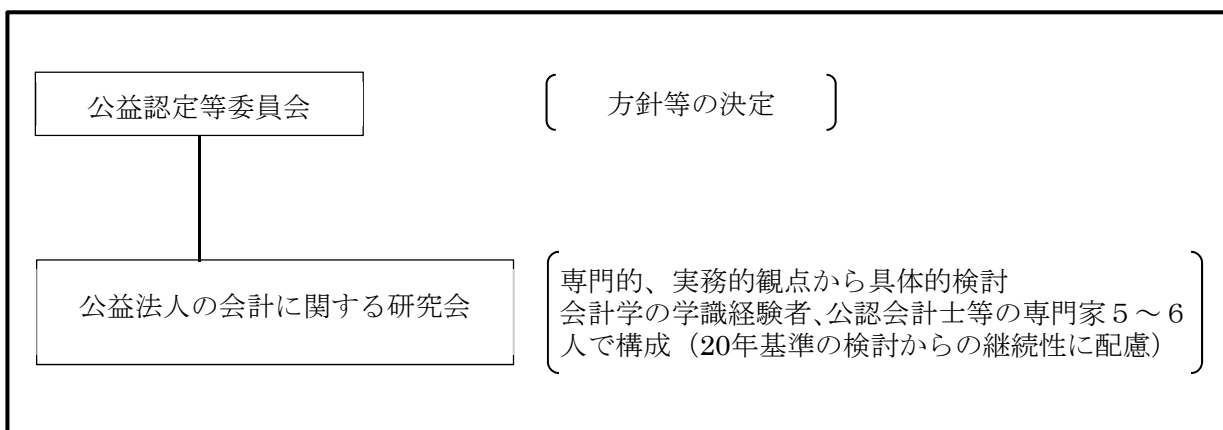 公益認定等委員会
方針等の決定
公益法人の会計に関する研究会
専門的、実務的観点から具体的検討
会計学の学識経験者、公認会計士等の専門家５～６
人で構成（20年基準の検討からの継続性に配慮）